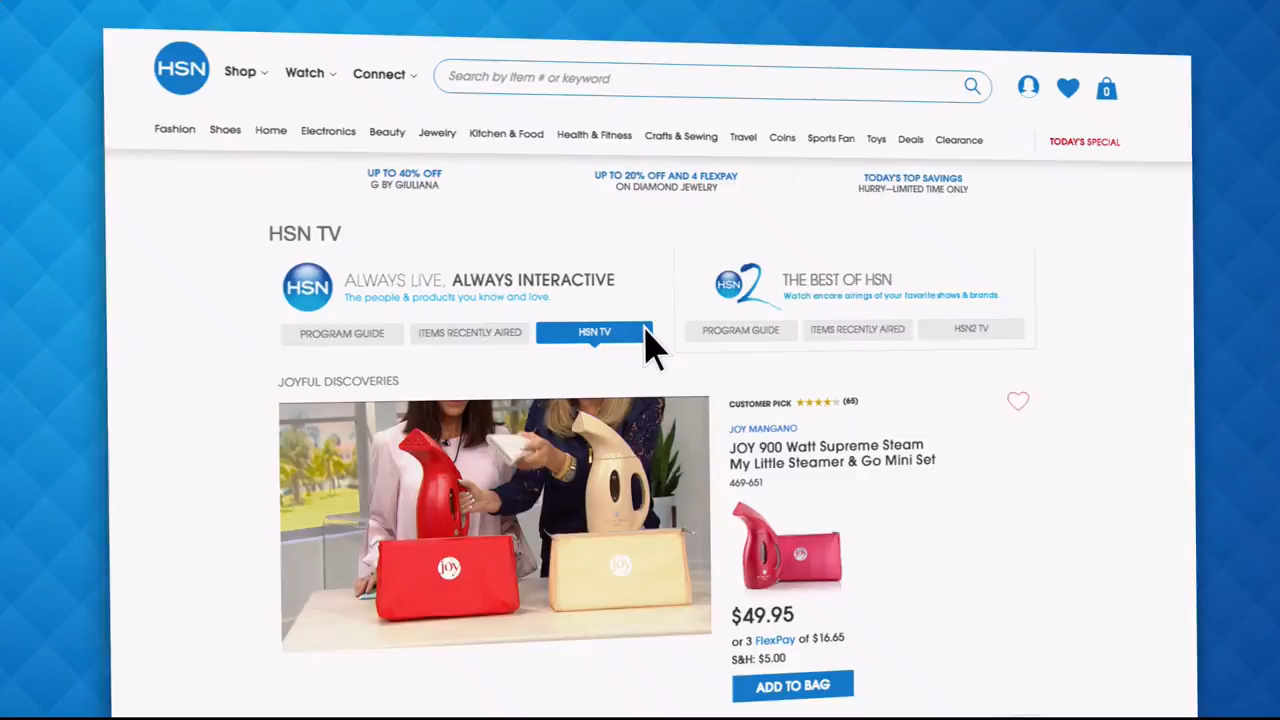 HSN
Shop
Watch
Connect
Search by item # or keyword
0
Fashion
Shoes
Home
Electronics
Beauty
Jewelry
Kitchen & Food
Health & Fitness
Crafts & Sewing
Travel
Coins
Sports Fan
Toys
Deals
Clearance
TODAY'S SPECIAL
UP TO 40% OFF
G BY GIULIANA
UP TO 20% OFF AND 4 FLEXPAY
ON DIAMOND JEWELRY
TODAY'S TOP SAVINGS
HURRY—LIMITED TIME ONLY
HSN TV
HSN
ALWAYS LIVE, ALWAYS INTERACTIVE
The people & products you know and love.
PROGRAM GUIDE
ITEMS RECENTLY AIRED
HSN TV
HSN2
THE BEST OF HSN
Watch encore airings of your favorite shows & brands.
PROGRAM GUIDE
ITEMS RECENTLY AIRED
HSN2 TV
JOYFUL DISCOVERIES
joy
joy
CUSTOMER PICK
(65)
JOY MANGANO
JOY 900 Watt Supreme Steam
My Little Steamer & Go Mini Set
469-651
joy
$49.95
or 3 FlexPay of $16.65
S&H: $5.00
ADD TO BAG